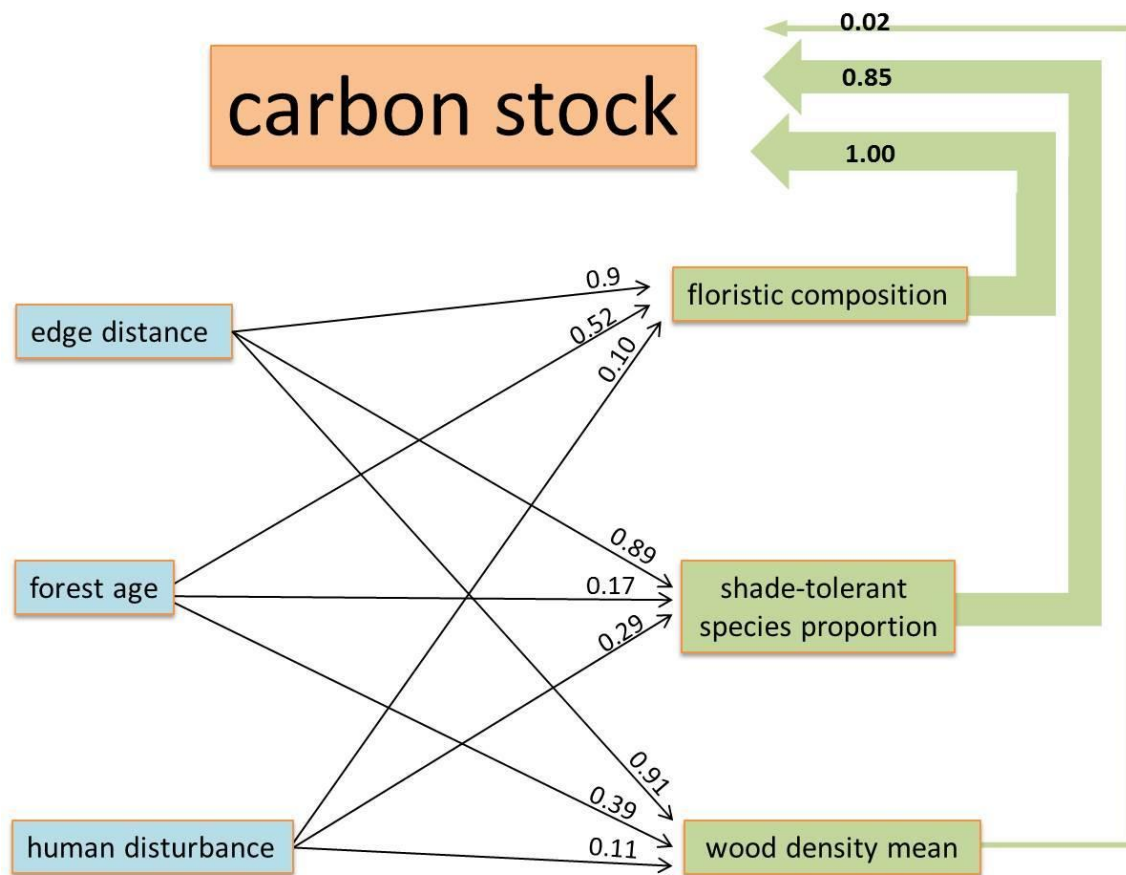 0.02
carbon stock
0.85
1.00
0.9
floristic composition
edge distance
0.52
0.10
0.89
forest age
0.17
shade-tolerant
species proportion
0.29
0.91
0.39
human disturbance
0.11
wood density mean